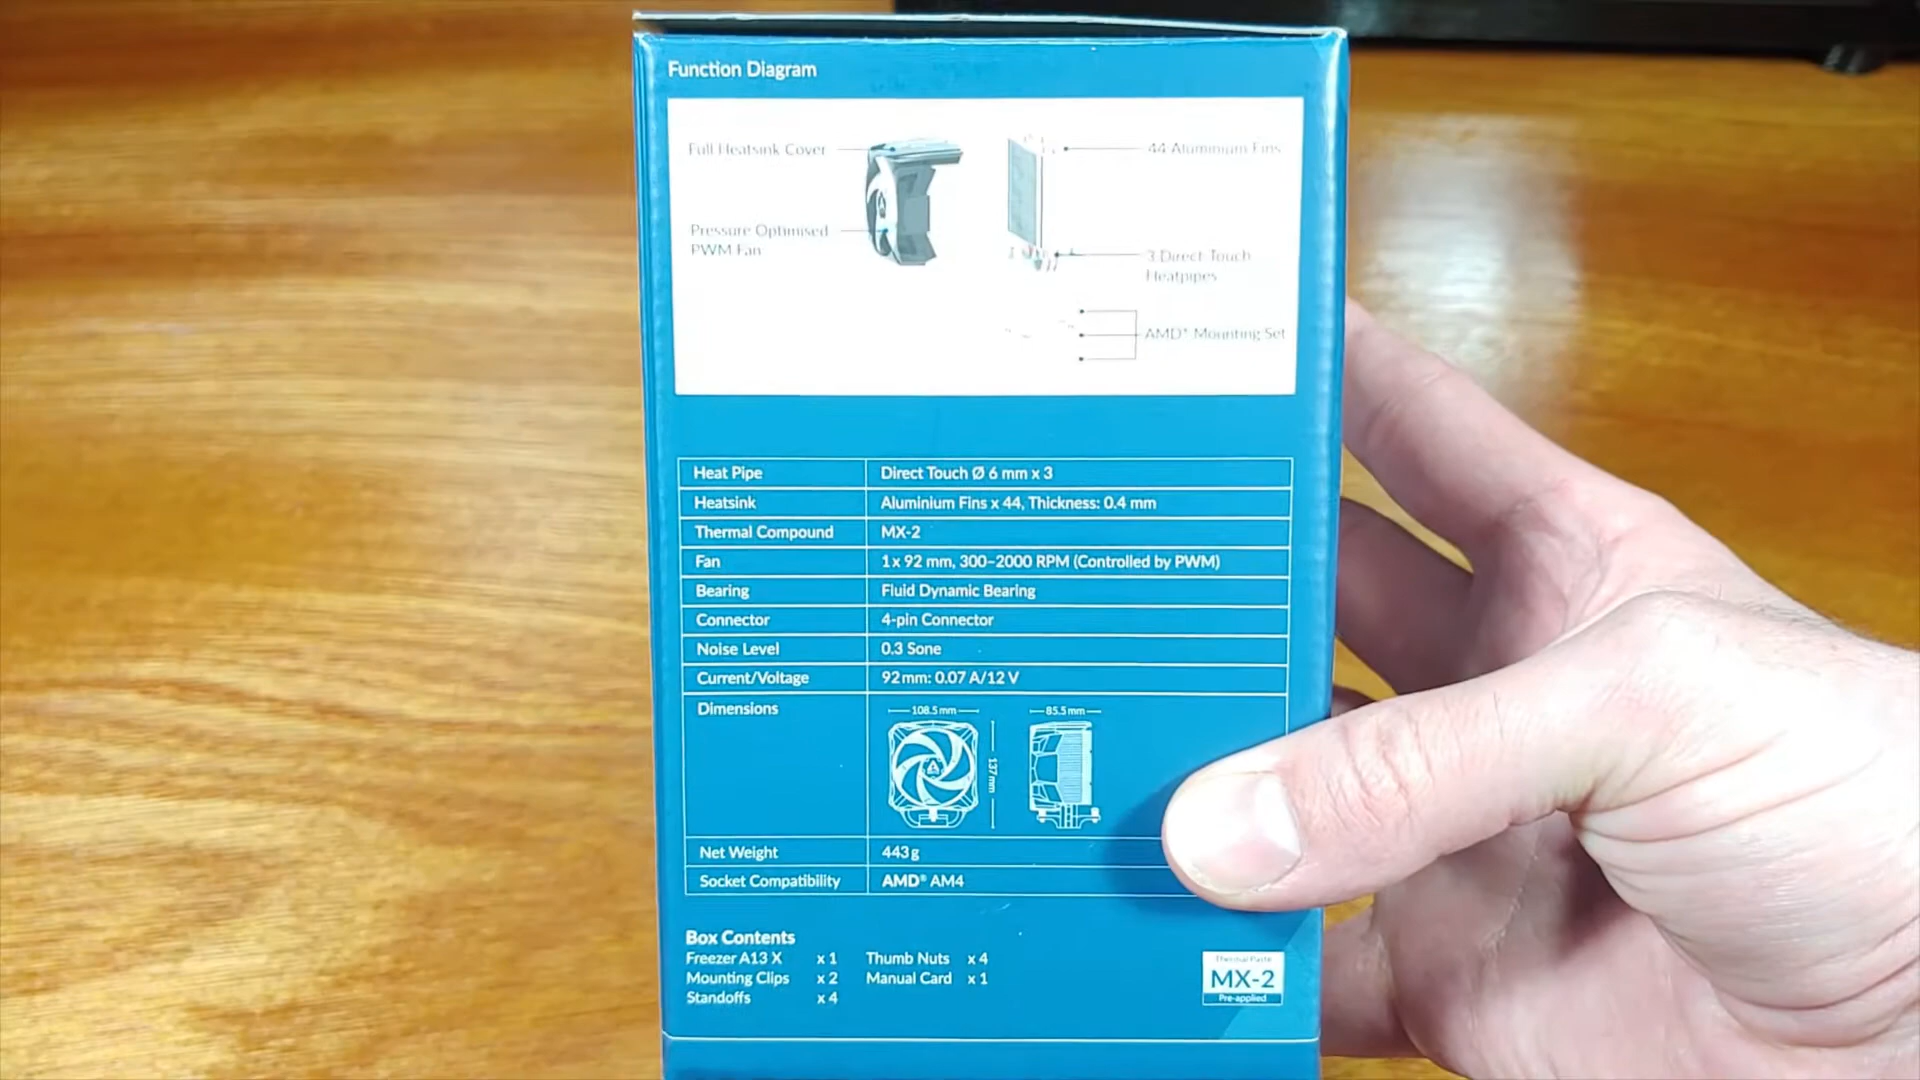 Function Diagram
Full Heatsink Cover
44 Aluminium Fins
Pressure Optimised
PWM Fan
3 Direct Touch
Heatpipes
AMD® Mounting Set
Heat Pipe Direct Touch Ø 6 mm x 3
Heatsink Aluminium Fins x 44, Thickness: 0.4 mm
Thermal Compound MX-2
Fan 1 x 92 mm, 300–2000 RPM (Controlled by PWM)
Bearing Fluid Dynamic Bearing
Connector 4-pin Connector
Noise Level 0.3 Sone
Current/Voltage 92 mm: 0.07 A/12 V
Dimensions
108.5 mm 85.5 mm
137 mm
Net Weight 443 g
Socket Compatibility AMD® AM4
Box Contents
Freezer A13 X x 1 Thumb Nuts x 4
Mounting Clips x 2 Manual Card x 1
Standoffs x 4
Thermal Paste
MX-2
Pre-applied